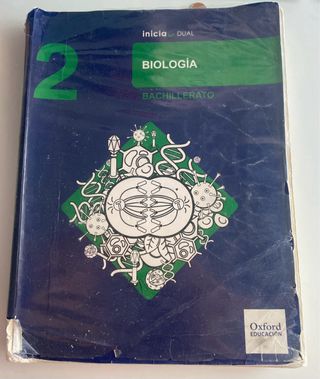 inicia DUAL
2
BIOLOGÍA
BACHILLERATO
Oxford
EDUCACIÓN